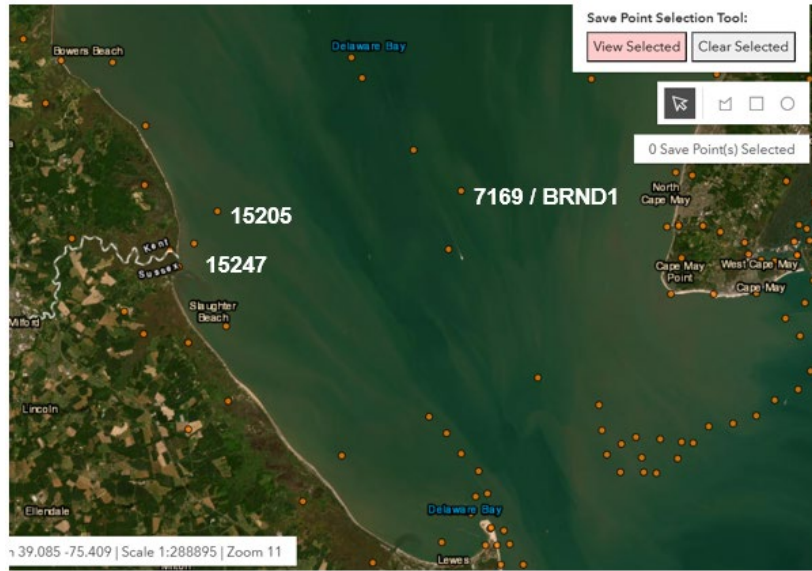 Save Point Selection Tool:
View Selected
Clear Selected
0 Save Point(s) Selected
Bowers Beach
Delaware Bay
7169 / BRND1
15205
15247
North
Cape May
Kent
Sussex
Cape May
Point
West Cape May
Cape May
Slaughter
Beach
Milford
Lincoln
Ellendale
Delaware Bay
Lewes
39.085 -75.409 | Scale 1:288895 | Zoom 11